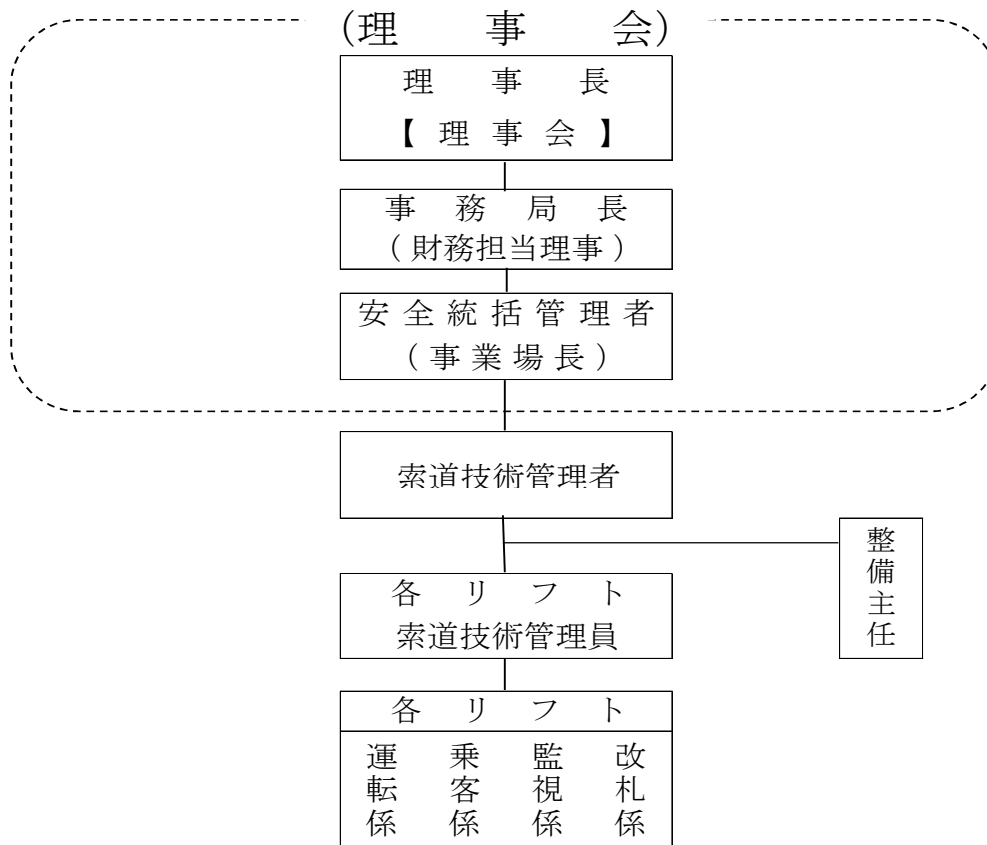 (理事会)
理事長
【理事会】
事務局長
(財務担当理事)
安全統括管理者
(事業場長)
索道技術管理者
整備主任
各リフト
索道技術管理員
各リフト
運転係
乗客係
監視係
改札係